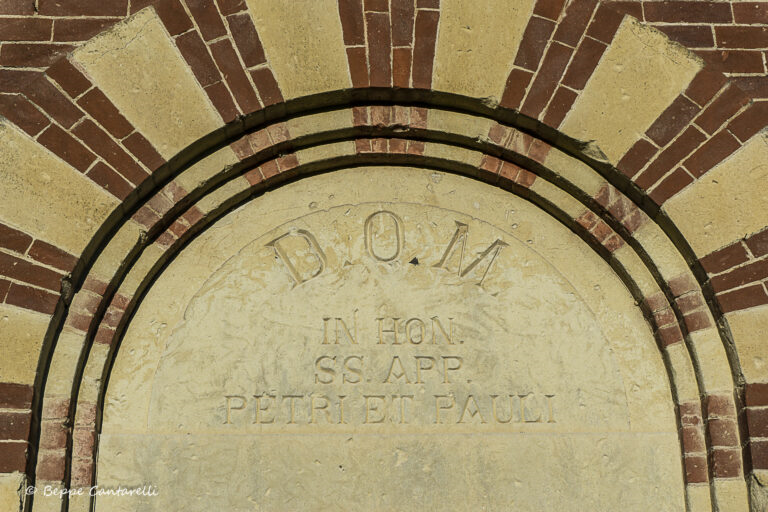 D.O.M
IN HON.
SS. APP.
PETRI ET PAULI
© Beppe Cantarelli